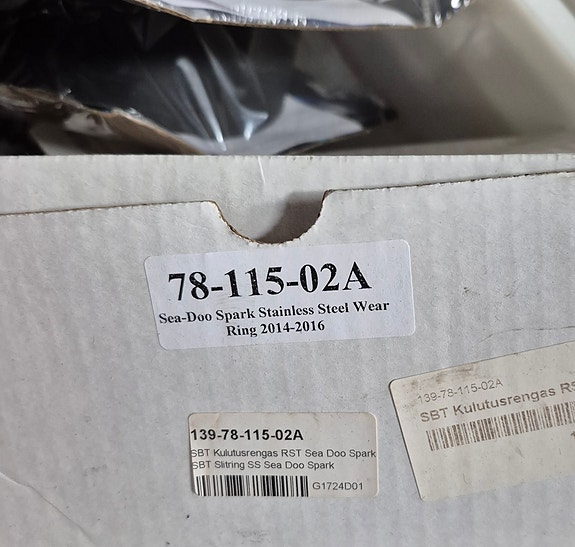 78-115-02A
Sea-Doo Spark Stainless Steel Wear
Ring 2014-2016
139-78-115-02A
SBT Kulutusrengas RS
139-78-115-02A
SBT Kulutusrengas RST Sea Doo Spark
SBT Slitring SS Sea Doo Spark
G1724D01